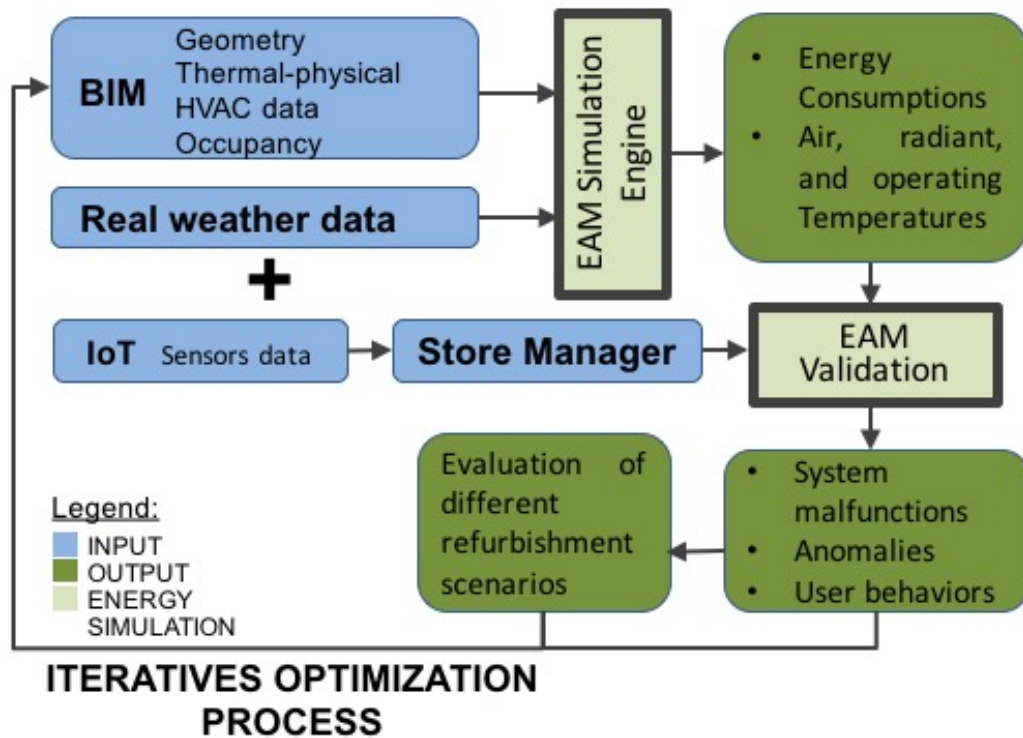 BIM
Geometry
Thermal-physical
HVAC data
Occupancy
Real weather data
+
IoT Sensors data
Store Manager
EAM Simulation
Engine
• Energy
Consumptions
• Air, radiant,
and operating
Temperatures
EAM
Validation
• System
malfunctions
• Anomalies
• User behaviors
Evaluation of
different
refurbishment
scenarios
Legend:
INPUT
OUTPUT
ENERGY
SIMULATION
ITERATIVES OPTIMIZATION
PROCESS